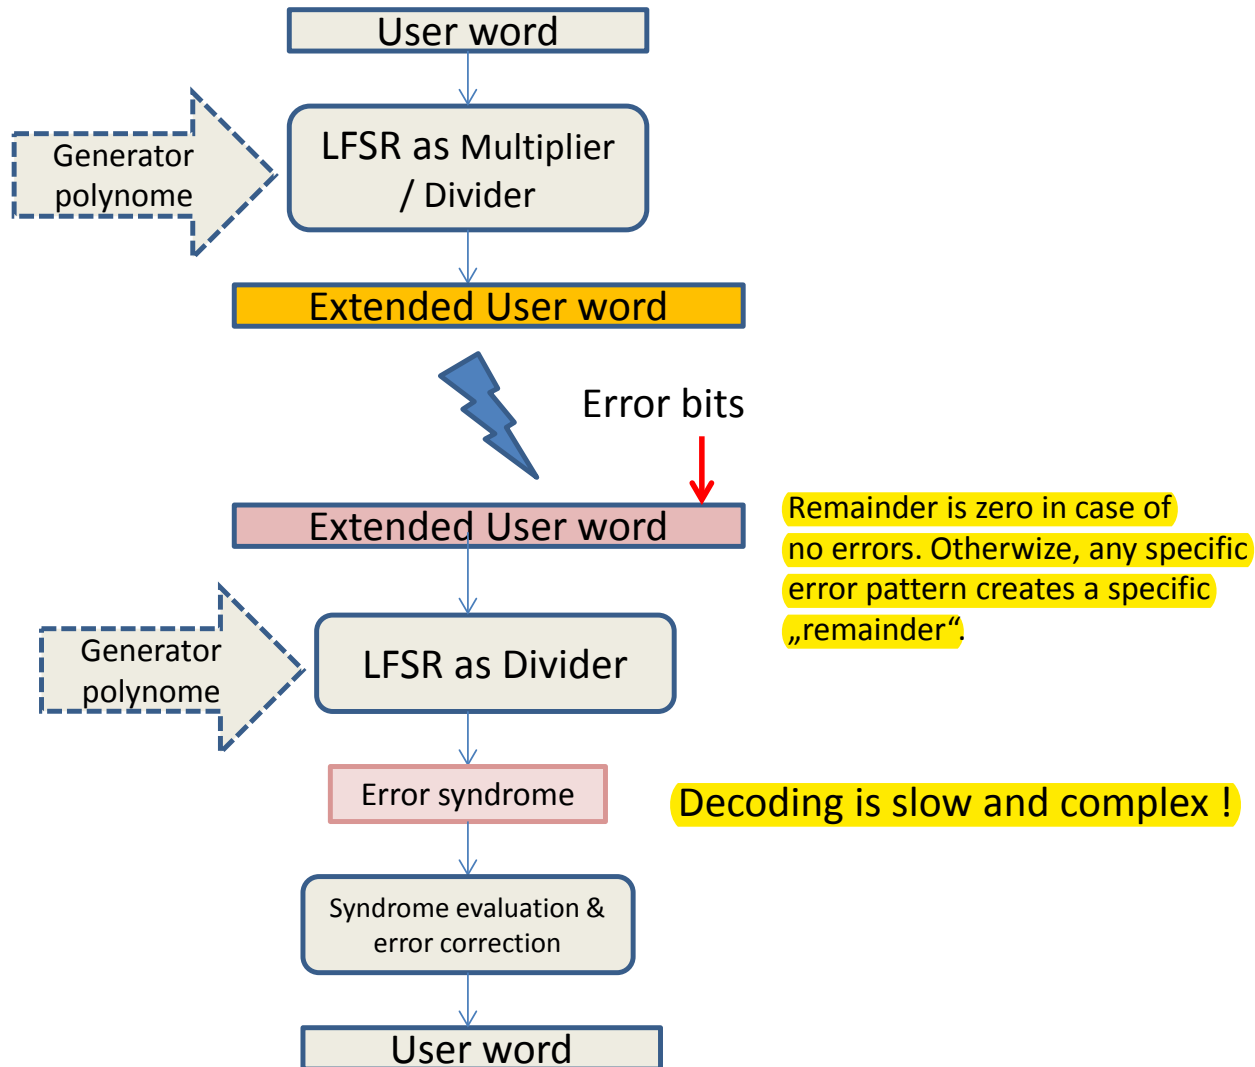 User word
Generator
polynome
LFSR as Multiplier
/ Divider
Extended User word
Error bits
Extended User word
Remainder is zero in case of
no errors. Otherwize, any specific
error pattern creates a specific
„remainder“.
Generator
polynome
LFSR as Divider
Error syndrome
Decoding is slow and complex !
Syndrome evaluation &
error correction
User word